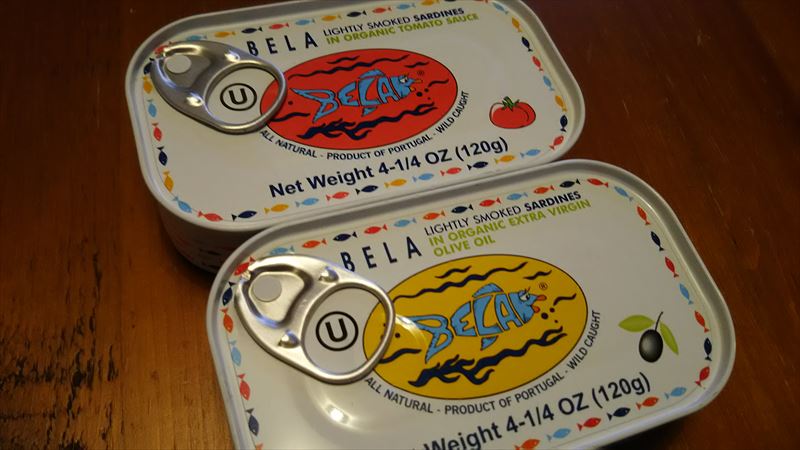 BELA
LIGHTLY SMOKED SARDINES
IN ORGANIC TOMATO SAUCE
U
BELA
®
ALL NATURAL - PRODUCT OF PORTUGAL - WILD CAUGHT
Net Weight 4-1/4 OZ (120g)
BELA
LIGHTLY SMOKED SARDINES
IN ORGANIC EXTRA VIRGIN
OLIVE OIL
U
BELA
®
ALL NATURAL - PRODUCT OF PORTUGAL - WILD CAUGHT
Weight 4-1/4 OZ (120g)